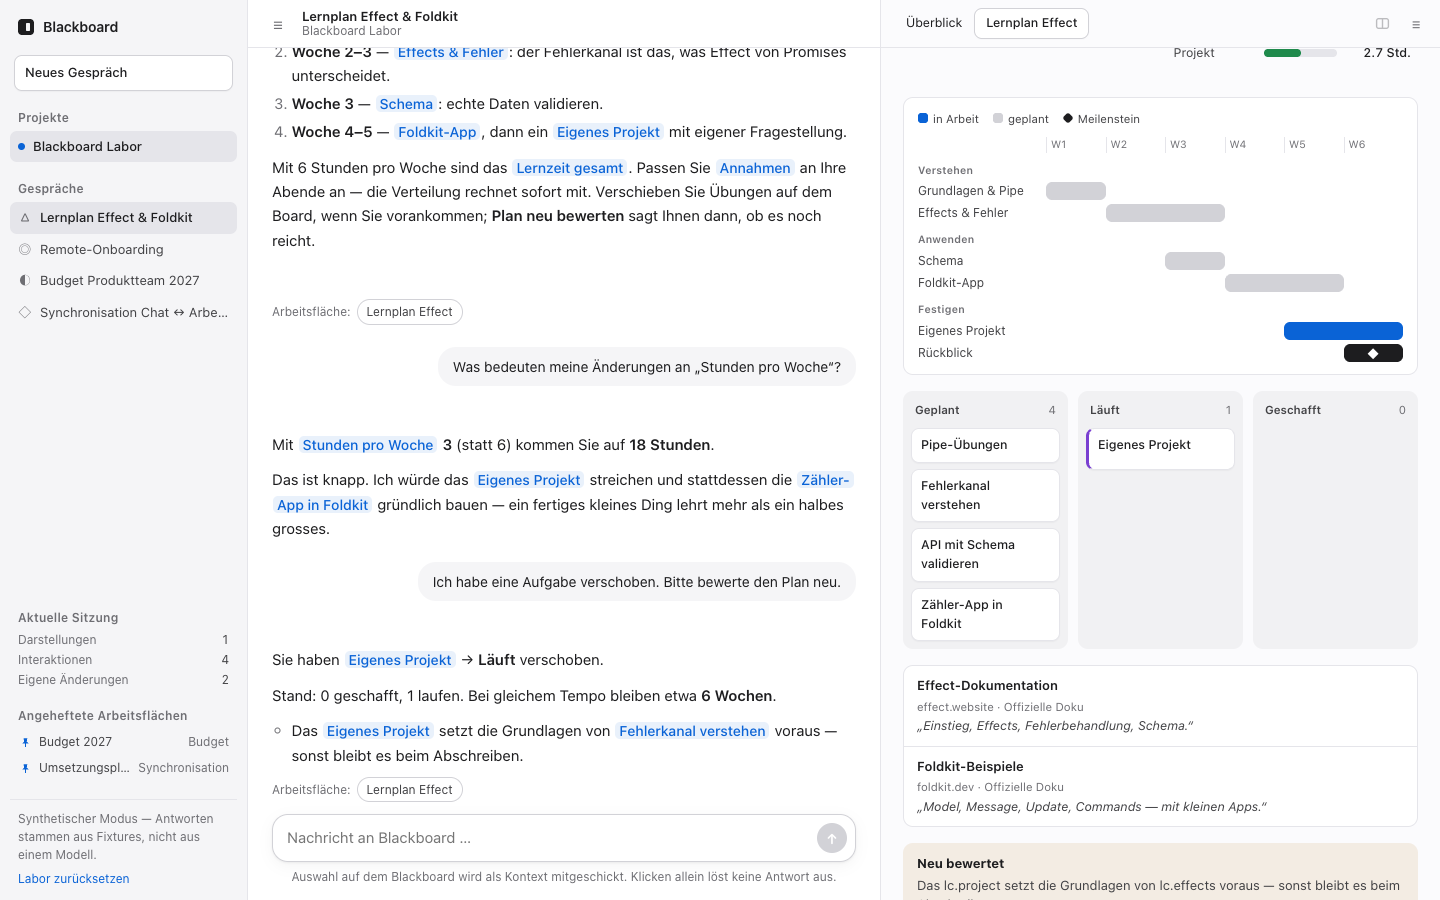 Blackboard
Neues Gespräch
Projekte
Blackboard Labor
Gespräche
Lernplan Effect & Foldkit
Remote-Onboarding
Budget Produktteam 2027
Synchronisation Chat ↔ Arbe...
Aktuelle Sitzung
Darstellungen 1
Interaktionen 4
Eigene Änderungen 2
Angeheftete Arbeitsflächen
Budget 2027 Budget
Umsetzungspl... Synchronisation
Synthetischer Modus — Antworten
stammen aus Fixtures, nicht aus
einem Modell.
Labor zurücksetzen
Lernplan Effect & Foldkit
Blackboard Labor
2. Woche 2–3 — Effects & Fehler : der Fehlerkanal ist das, was Effect von Promises
unterscheidet.
3. Woche 3 — Schema : echte Daten validieren.
4. Woche 4–5 — Foldkit-App , dann ein Eigenes Projekt mit eigener Fragestellung.
Mit 6 Stunden pro Woche sind das Lernzeit gesamt . Passen Sie Annahmen an Ihre
Abende an — die Verteilung rechnet sofort mit. Verschieben Sie Übungen auf dem
Board, wenn Sie vorankommen; Plan neu bewerten sagt Ihnen dann, ob es noch
reicht.
Arbeitsfläche: Lernplan Effect
Was bedeuten meine Änderungen an „Stunden pro Woche“?
Mit Stunden pro Woche 3 (statt 6) kommen Sie auf 18 Stunden.
Das ist knapp. Ich würde das Eigenes Projekt streichen und stattdessen die Zähler-
App in Foldkit gründlich bauen — ein fertiges kleines Ding lehrt mehr als ein halbes
grosses.
Ich habe eine Aufgabe verschoben. Bitte bewerte den Plan neu.
Sie haben Eigenes Projekt → Läuft verschoben.
Stand: 0 geschafft, 1 laufen. Bei gleichem Tempo bleiben etwa 6 Wochen.
Das Eigenes Projekt setzt die Grundlagen von Fehlerkanal verstehen voraus —
sonst bleibt es beim Abschreiben.
Arbeitsfläche: Lernplan Effect
Nachricht an Blackboard ...
Auswahl auf dem Blackboard wird als Kontext mitgeschickt. Klicken allein löst keine Antwort aus.
Überblick Lernplan Effect
Projekt 2.7 Std.
in Arbeit geplant Meilenstein
W1 W2 W3 W4 W5 W6
Verstehen
Grundlagen & Pipe
Effects & Fehler
Anwenden
Schema
Foldkit-App
Festigen
Eigenes Projekt
Rückblick
Geplant 4
Pipe-Übungen
Fehlerkanal
verstehen
API mit Schema
validieren
Zähler-App in
Foldkit
Läuft 1
Eigenes Projekt
Geschafft 0
Effect-Dokumentation
effect.website · Offizielle Doku
„Einstieg, Effects, Fehlerbehandlung, Schema.“
Foldkit-Beispiele
foldkit.dev · Offizielle Doku
„Model, Message, Update, Commands — mit kleinen Apps.“
Neu bewertet
Das lc.project setzt die Grundlagen von lc.effects voraus — sonst bleibt es beim